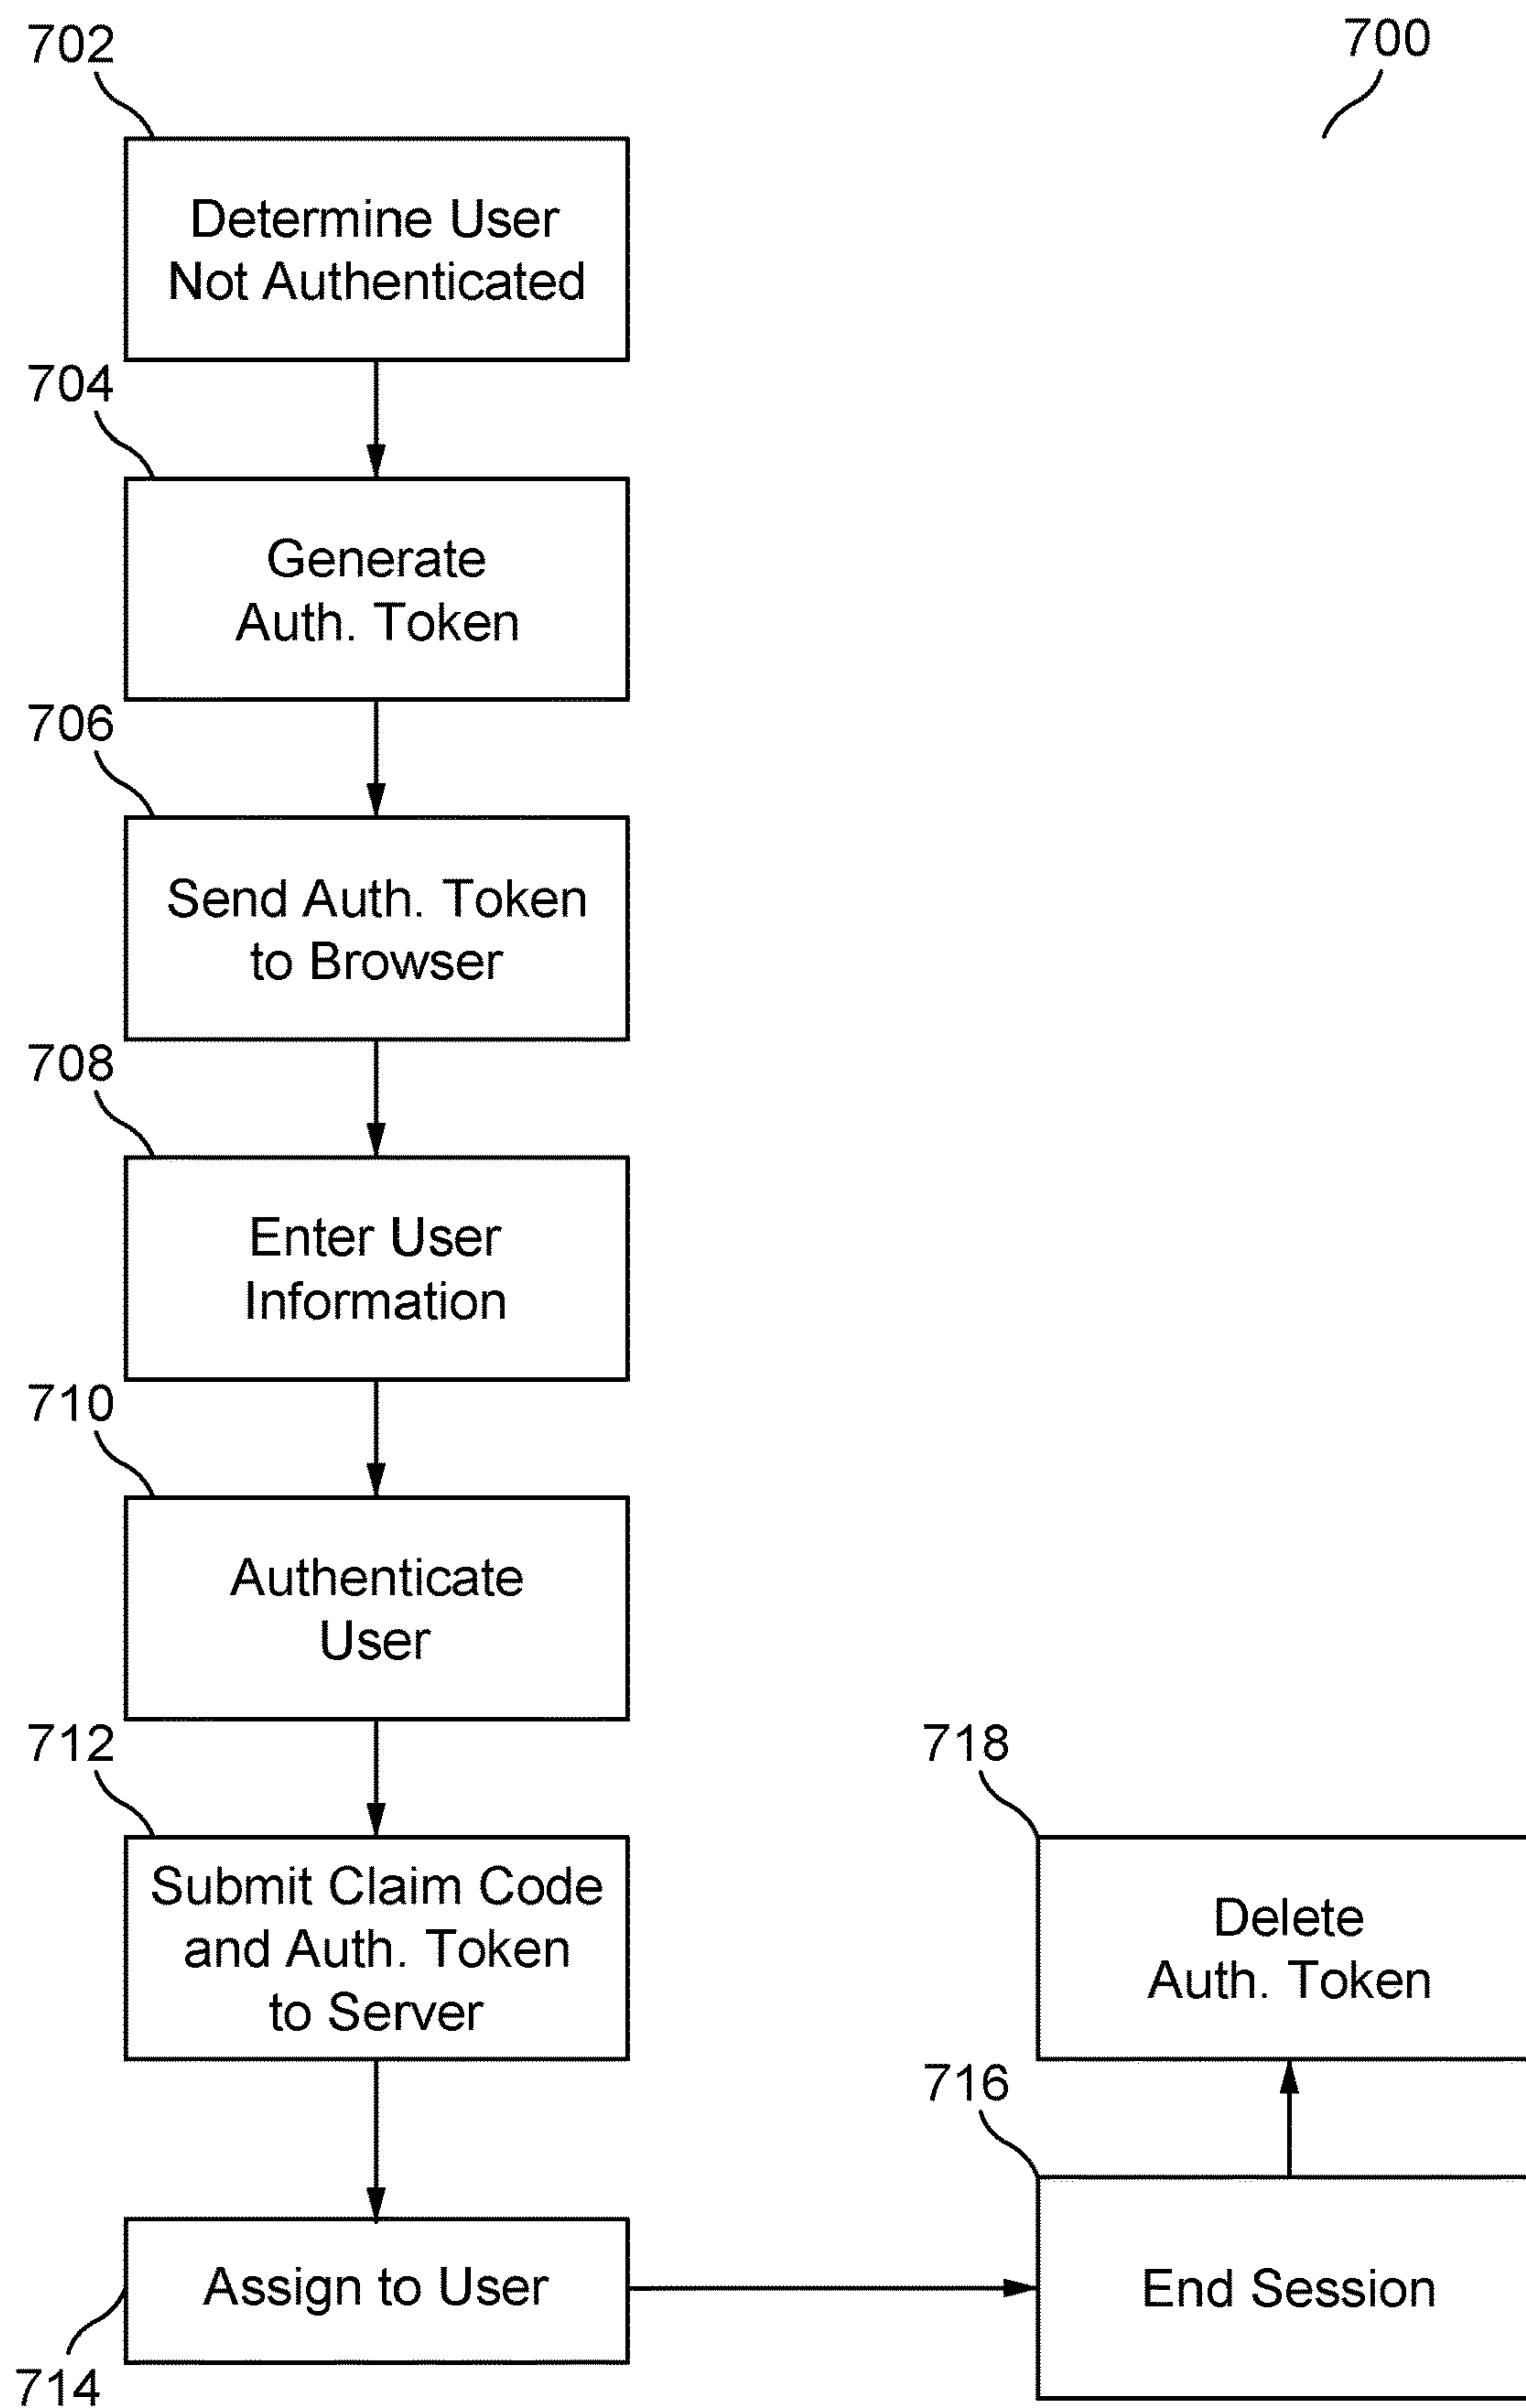 702
700
Determine User
Not Authenticated
704
Generate
Auth. Token
706
Send Auth. Token
to Browser
708
Enter User
Information
710
Authenticate
User
712
Submit Claim Code
and Auth. Token
to Server
714
Assign to User
716
End Session
718
Delete
Auth. Token